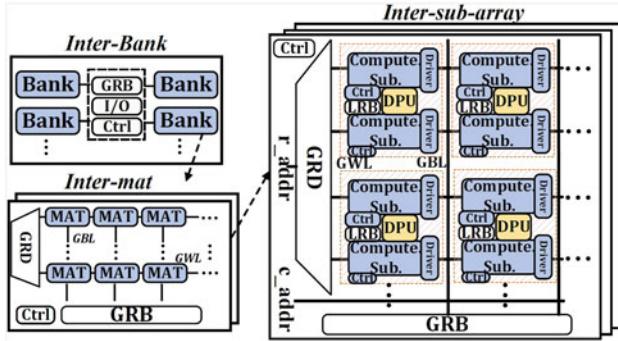 Inter-Bank
Bank
GRB
Bank
I/O
Bank
Ctrl
Bank
Inter-mat
GRD
MAT MAT MAT
GBL
GWL
MAT MAT MAT
Ctrl
GRB
Inter-sub-array
Ctrl
GRD
r_addr
c_addr
Compute.
Sub.
Driver
Ctrl
LRB
DPU
Compute.
Sub.
Driver
Ctrl
GWL
GBL
Compute.
Sub.
Driver
Ctrl
LRB
DPU
Compute.
Sub.
Driver
Ctrl
Compute.
Sub.
Driver
Ctrl
LRB
DPU
Compute.
Sub.
Driver
Ctrl
Compute.
Sub.
Driver
Ctrl
LRB
DPU
Compute.
Sub.
Driver
Ctrl
GRB